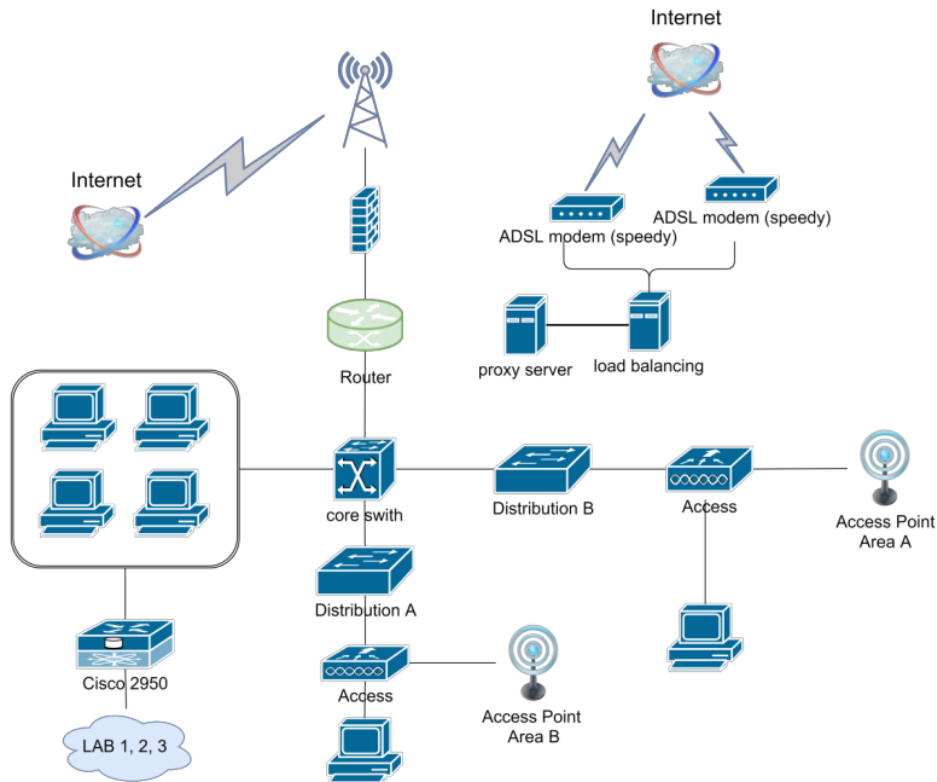 Internet
Internet
ADSL modem (speedy)
ADSL modem (speedy)
Router
proxy server
load balancing
core swith
Distribution B
Access
Access Point
Area A
Distribution A
Cisco 2950
Access
Access Point
Area B
LAB 1, 2, 3